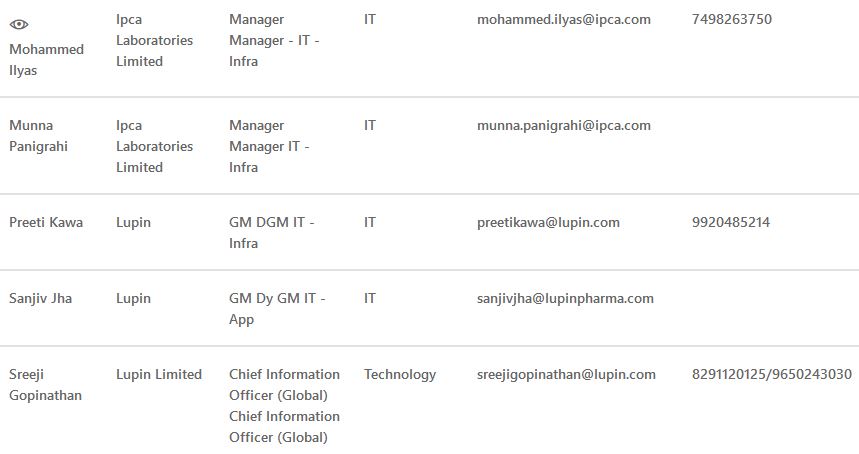 Mohammed Ilyas Ipca Laboratories Limited Manager Manager - IT - Infra IT mohammed.ilyas@ipca.com 7498263750
Munna Panigrahi Ipca Laboratories Limited Manager Manager IT - Infra IT munna.panigrahi@ipca.com
Preeti Kawa Lupin GM DGM IT - Infra IT preetikawa@lupin.com 9920485214
Sanjiv Jha Lupin GM Dy GM IT - App IT sanjivjha@lupinpharma.com
Sreeji Gopinathan Lupin Limited Chief Information Officer (Global) Chief Information Officer (Global) Technology sreejigopinathan@lupin.com 8291120125/9650243030